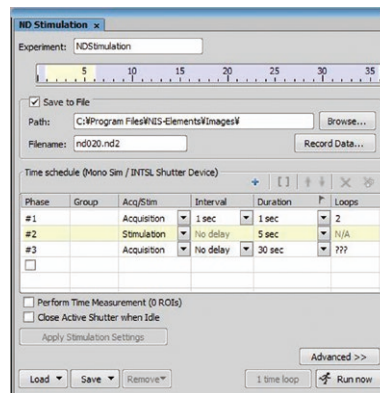 ND Stimulation x
Experiment: NDStimulation
5 10 15 20 25 30 35
Save to File
Path: C:¥Program Files¥NIS-Elements¥Images¥ Browse...
Filename: nd020.nd2 Record Data...
Time schedule (Mono Sim / INTSL Shutter Device)
Phase Group Acq/Stim Interval Duration Loops
#1 Acquisition 1 sec 1 sec 2
#2 Stimulation No delay 5 sec N/A
#3 Acquisition No delay 30 sec ???
Perform Time Measurement (0 ROIs)
Close Active Shutter when Idle
Apply Stimulation Settings
Advanced >>
Load Save Remove 1 time loop Run now